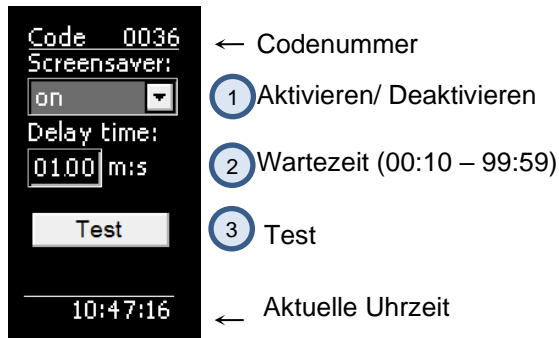 Code 0036 ← Codenummer
Screensaver:
on 1 Aktivieren/ Deaktivieren
Delay time:
01.00 m:s 2 Wartezeit (00:10 – 99:59)
Test 3 Test
10:47:16 ← Aktuelle Uhrzeit